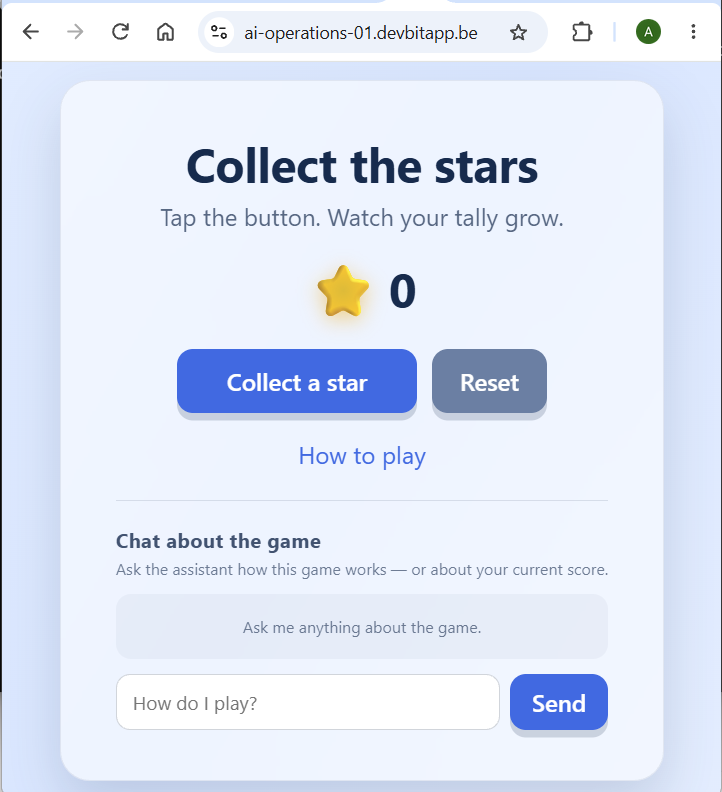 ai-operations-01.devbitapp.be
A
Collect the stars
Tap the button. Watch your tally grow.
0
Collect a star
Reset
How to play
Chat about the game
Ask the assistant how this game works — or about your current score.
Ask me anything about the game.
How do I play?
Send